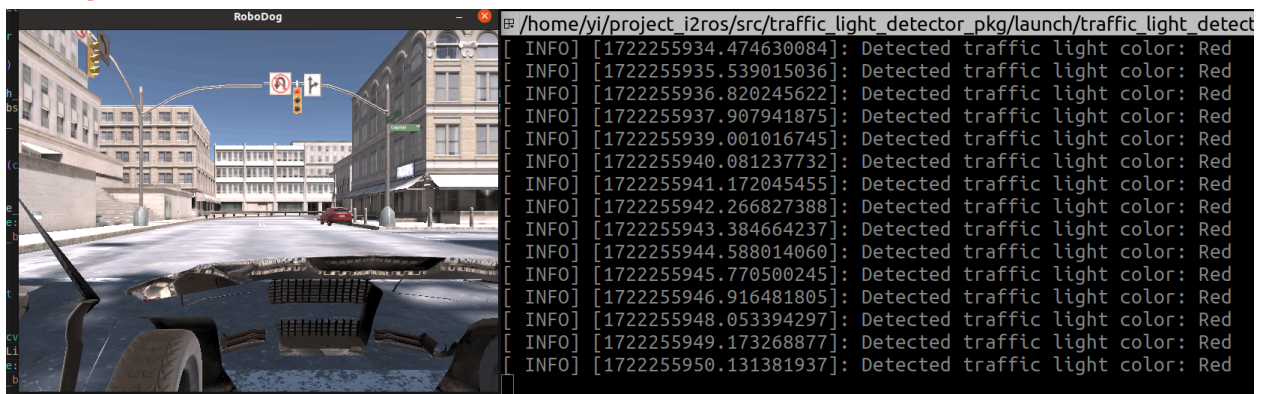 RoboDog
/home/yi/project_i2ros/src/traffic_light_detector_pkg/launch/traffic_light_detect
Capital
[ INFO] [1722255934.474630084]: Detected traffic light color: Red
[ INFO] [1722255935.539015036]: Detected traffic light color: Red
[ INFO] [1722255936.820245622]: Detected traffic light color: Red
[ INFO] [1722255937.907941875]: Detected traffic light color: Red
[ INFO] [1722255939.001016745]: Detected traffic light color: Red
[ INFO] [1722255940.081237732]: Detected traffic light color: Red
[ INFO] [1722255941.172045455]: Detected traffic light color: Red
[ INFO] [1722255942.266827388]: Detected traffic light color: Red
[ INFO] [1722255943.384664237]: Detected traffic light color: Red
[ INFO] [1722255944.588014060]: Detected traffic light color: Red
[ INFO] [1722255945.770500245]: Detected traffic light color: Red
[ INFO] [1722255946.916481805]: Detected traffic light color: Red
[ INFO] [1722255948.053394297]: Detected traffic light color: Red
[ INFO] [1722255949.173268877]: Detected traffic light color: Red
[ INFO] [1722255950.131381937]: Detected traffic light color: Red